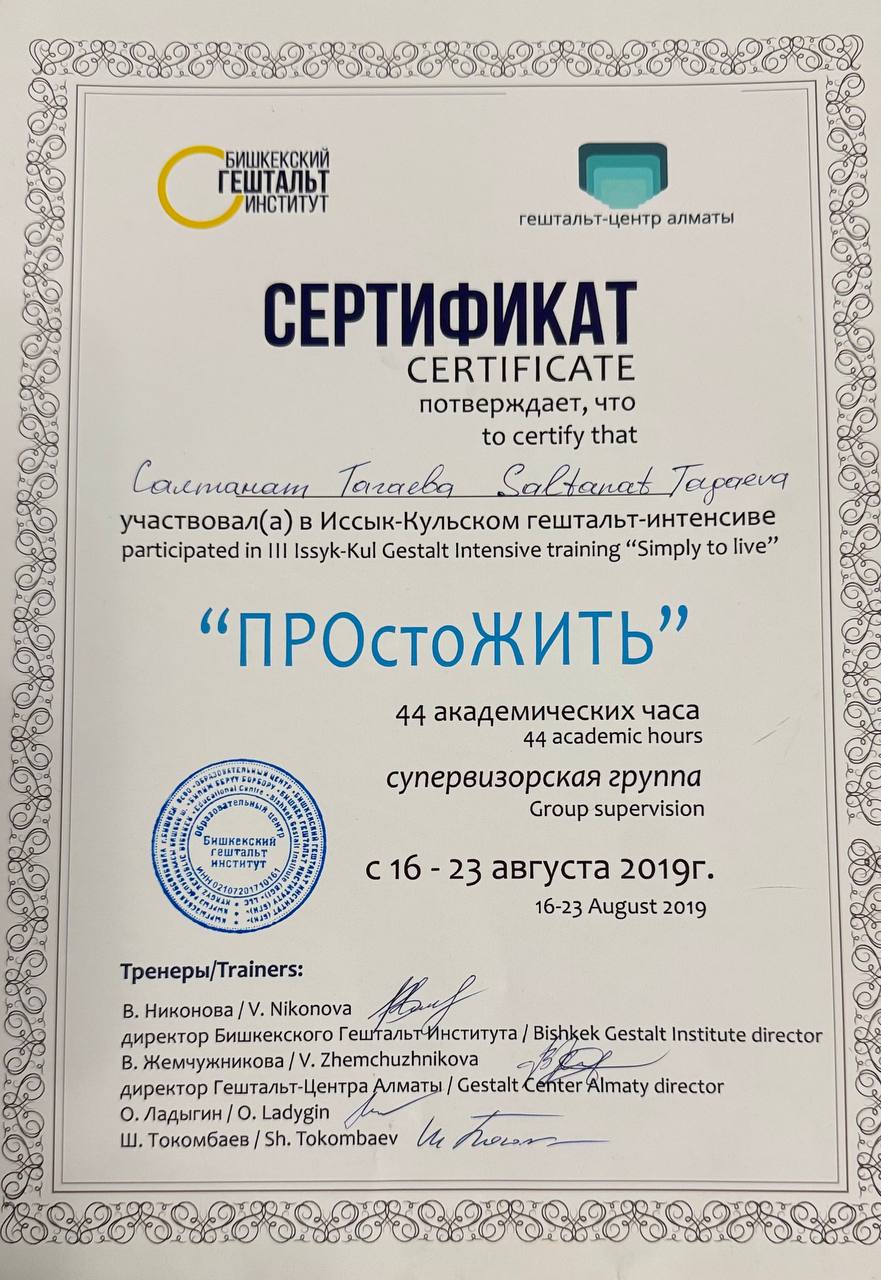 БИШКЕКСКИЙ
ГЕШТАЛЬТ
ИНСТИТУТ
гештальт-центр алматы
СЕРТИФИКАТ
CERTIFICATE
потверждает, что
to certify that
Салтанат Тагаева Saltanat Tagaeva
участвовал(а) в Иссык-Кульском гештальт-интенсиве
participated in III Issyk-Kul Gestalt Intensive training “Simply to live”
“ПРОстоЖИТЬ”
44 академических часа
44 academic hours
супервизорская группа
Group supervision
с 16 - 23 августа 2019г.
16-23 August 2019
Образовательный центр
Бишкекский
гештальт
институт
ИНН 02107201710161
Тренеры/Trainers:
В. Никонова / V. Nikonova
директор Бишкекского Гештальт Института / Bishkek Gestalt Institute director
В. Жемчужникова / V. Zhemchuzhnikova
директор Гештальт-Центра Алматы / Gestalt Center Almaty director
О. Ладыгин / O. Ladygin
Ш. Токомбаев / Sh. Tokombaev